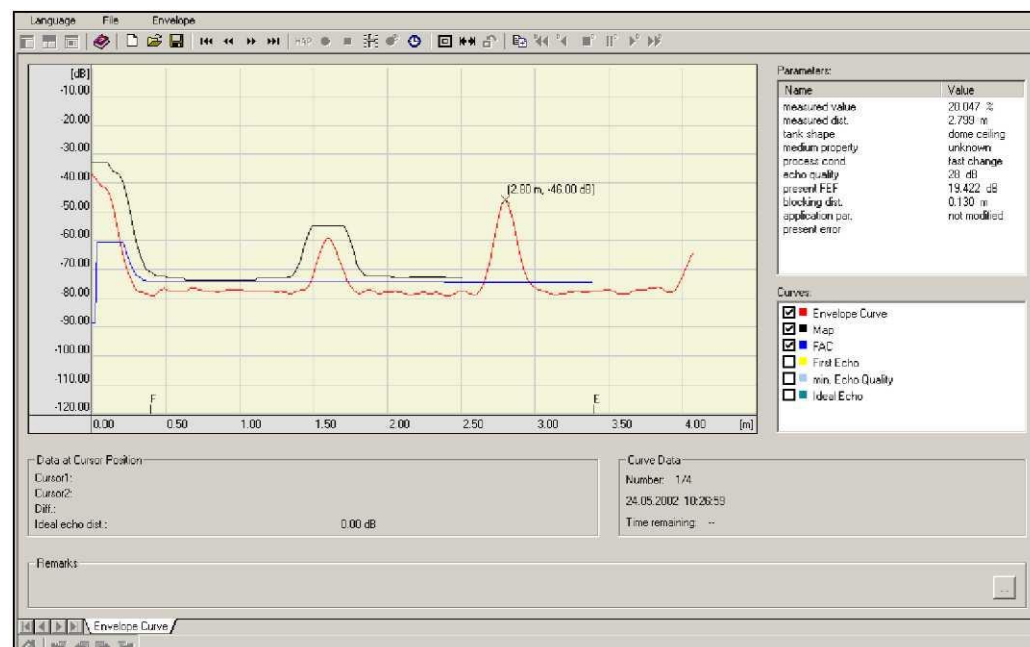 Language File Envelope
MAP
[dB]
-10.00
-20.00
-30.00
-40.00
-50.00
-60.00
-70.00
-80.00
-90.00
-100.00
-110.00
-120.00
[2.80 m, -46.00 dB]
F
E
0.00 0.50 1.00 1.50 2.00 2.50 3.00 3.50 4.00 [m]
Parameters:
Name Value
measured value 20.047 %
measured dist. 2.799 m
tank shape dome ceiling
medium property unknown
process cond. fast change
echo quality 28 dB
present FEF 19.422 dB
blocking dist. 0.130 m
application par. not modified
present error
Curves:
Envelope Curve
Map
FAC
First Echo
min. Echo Quality
Ideal Echo
Data at Cursor Position
Cursor1:
Cursor2:
Diff.:
Ideal echo dist.: 0.00 dB
Curve Data
Number: 1/4
24.05.2002 10:26:59
Time remaining: --
Remarks
...
Envelope Curve